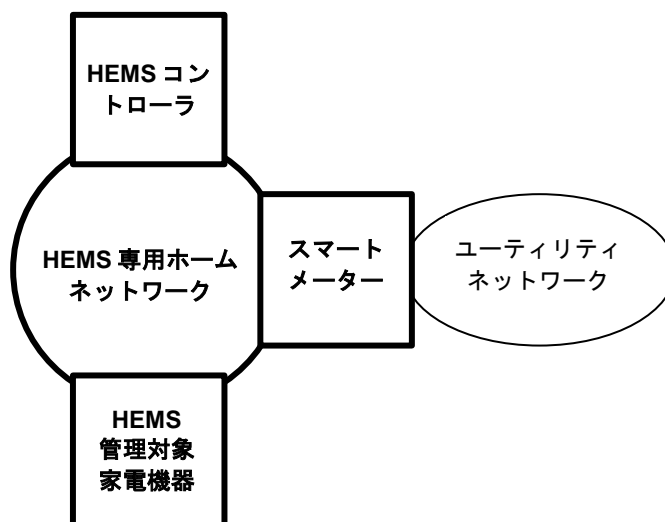 HEMS コン
トローラ
HEMS 専用ホーム
ネットワーク
スマート
メーター
ユーティリティ
ネットワーク
HEMS
管理対象
家電機器